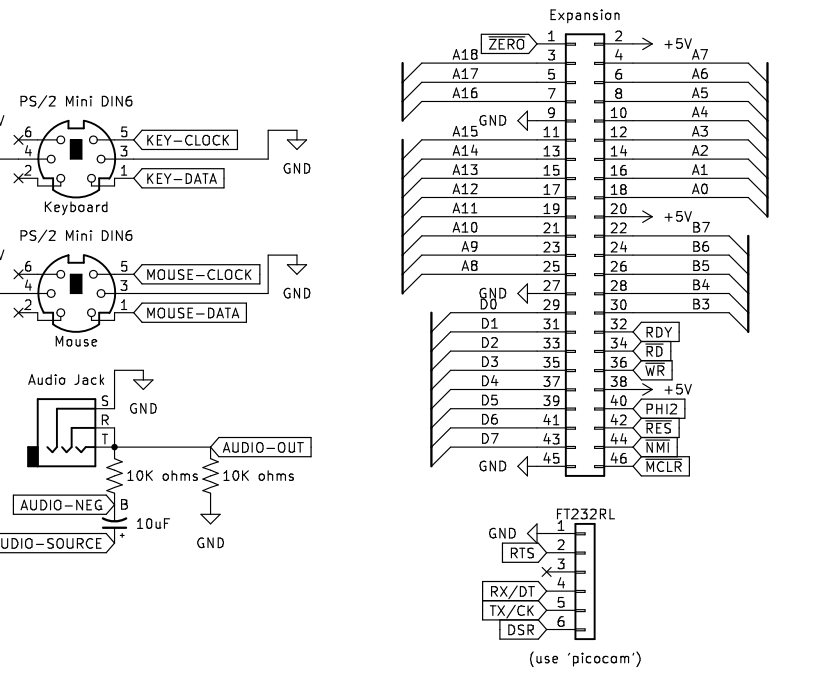 Expansion
ZERO 1 2 +5V
A18 3 4 A7
A17 5 6 A6
A16 7 8 A5
GND 9 10 A4
A15 11 12 A3
A14 13 14 A2
A13 15 16 A1
A12 17 18 A0
A11 19 20 +5V
A10 21 22 B7
A9 23 24 B6
A8 25 26 B5
GND 27 28 B4
D0 29 30 B3
D1 31 32 RDY
D2 33 34 RD
D3 35 36 WR
D4 37 38 +5V
D5 39 40 PHI2
D6 41 42 RES
D7 43 44 NMI
GND 45 46 MCLR
PS/2 Mini DIN6
V
6 5 KEY-CLOCK
4 3
GND
2 1 KEY-DATA
Keyboard
PS/2 Mini DIN6
V
6 5 MOUSE-CLOCK
4 3
GND
2 1 MOUSE-DATA
Mouse
Audio Jack
S
GND
R
T
AUDIO-OUT
10K ohms 10K ohms
AUDIO-NEG B
10uF
+
UDIO-SOURCE
GND
FT232RL
GND 1
RTS 2
3
RX/DT 4
TX/CK 5
DSR 6
(use 'picocom')